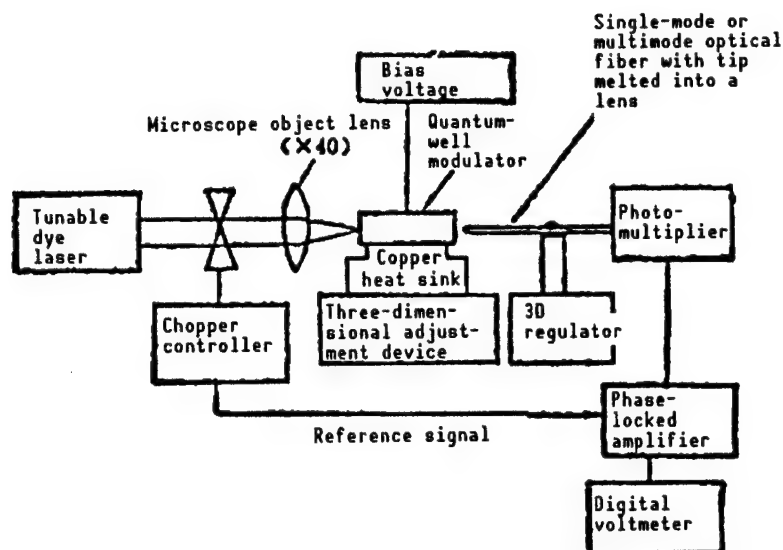 Single-mode or
multimode optical
fiber with tip
melted into a
lens
Bias
voltage
Microscope object lens
(×40)
Quantum-
well
modulator
Tunable
dye
laser
Photo-
multiplier
Copper
heat sink
Chopper
controller
Three-dimen-
sional adjust-
ment device
3D
regulator
Reference signal
Phase-
locked
amplifier
Digital
voltmeter